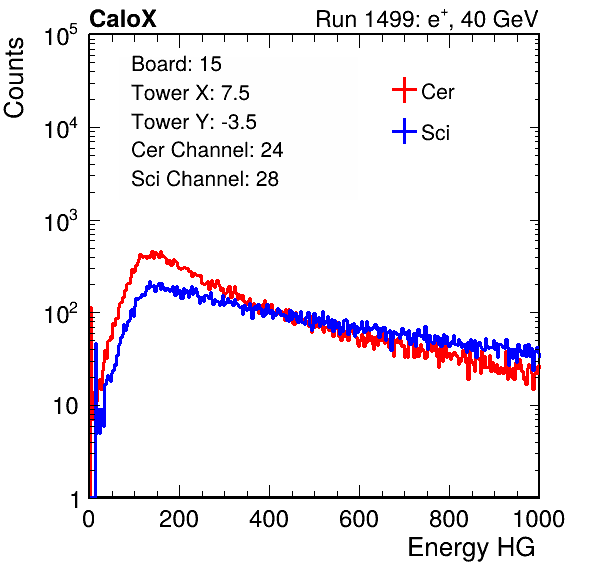 CaloX Run 1499: e⁺, 40 GeV
Counts
10⁵
10⁴
10³
10²
10
1
Board: 15
Tower X: 7.5
Tower Y: -3.5
Cer Channel: 24
Sci Channel: 28
Cer
Sci
0 200 400 600 800 1000
Energy HG